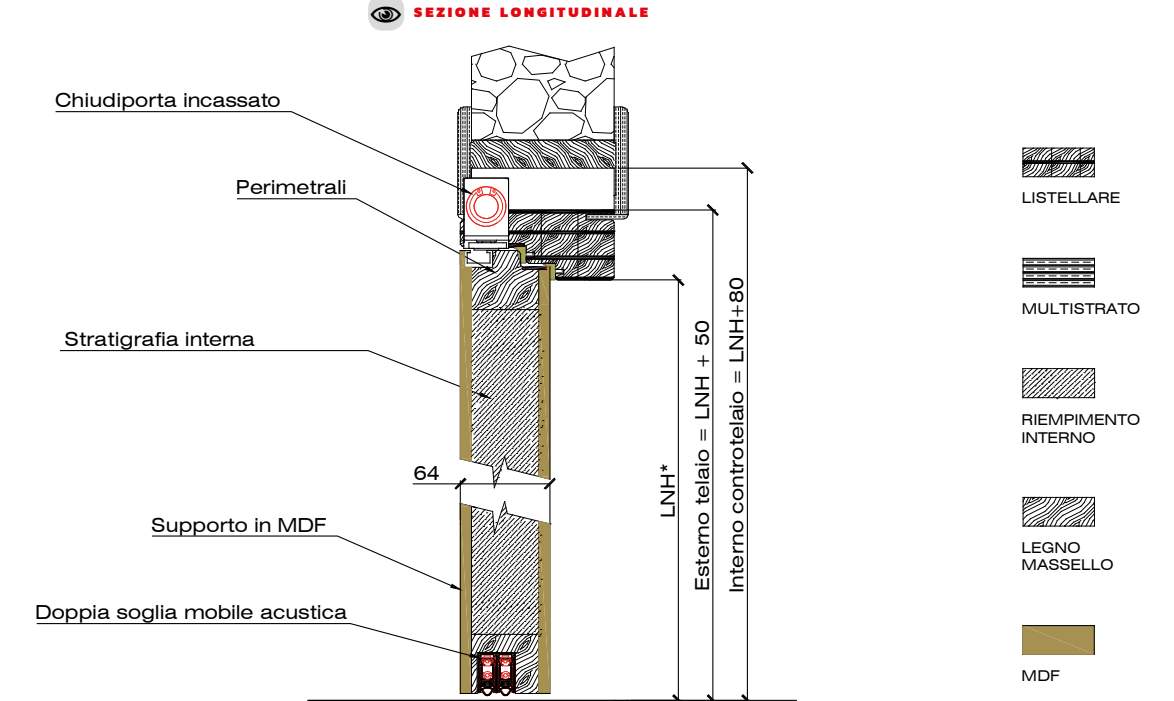 SEZIONE LONGITUDINALE
Chiudiporta incassato
Perimetrali
Stratigrafia interna
64
Supporto in MDF
Doppia soglia mobile acustica
LNH*
Esterno telaio = LNH + 50
Interno controtelaio = LNH+80
LISTELLARE
MULTISTRATO
RIEMPIMENTO
INTERNO
LEGNO
MASSELLO
MDF